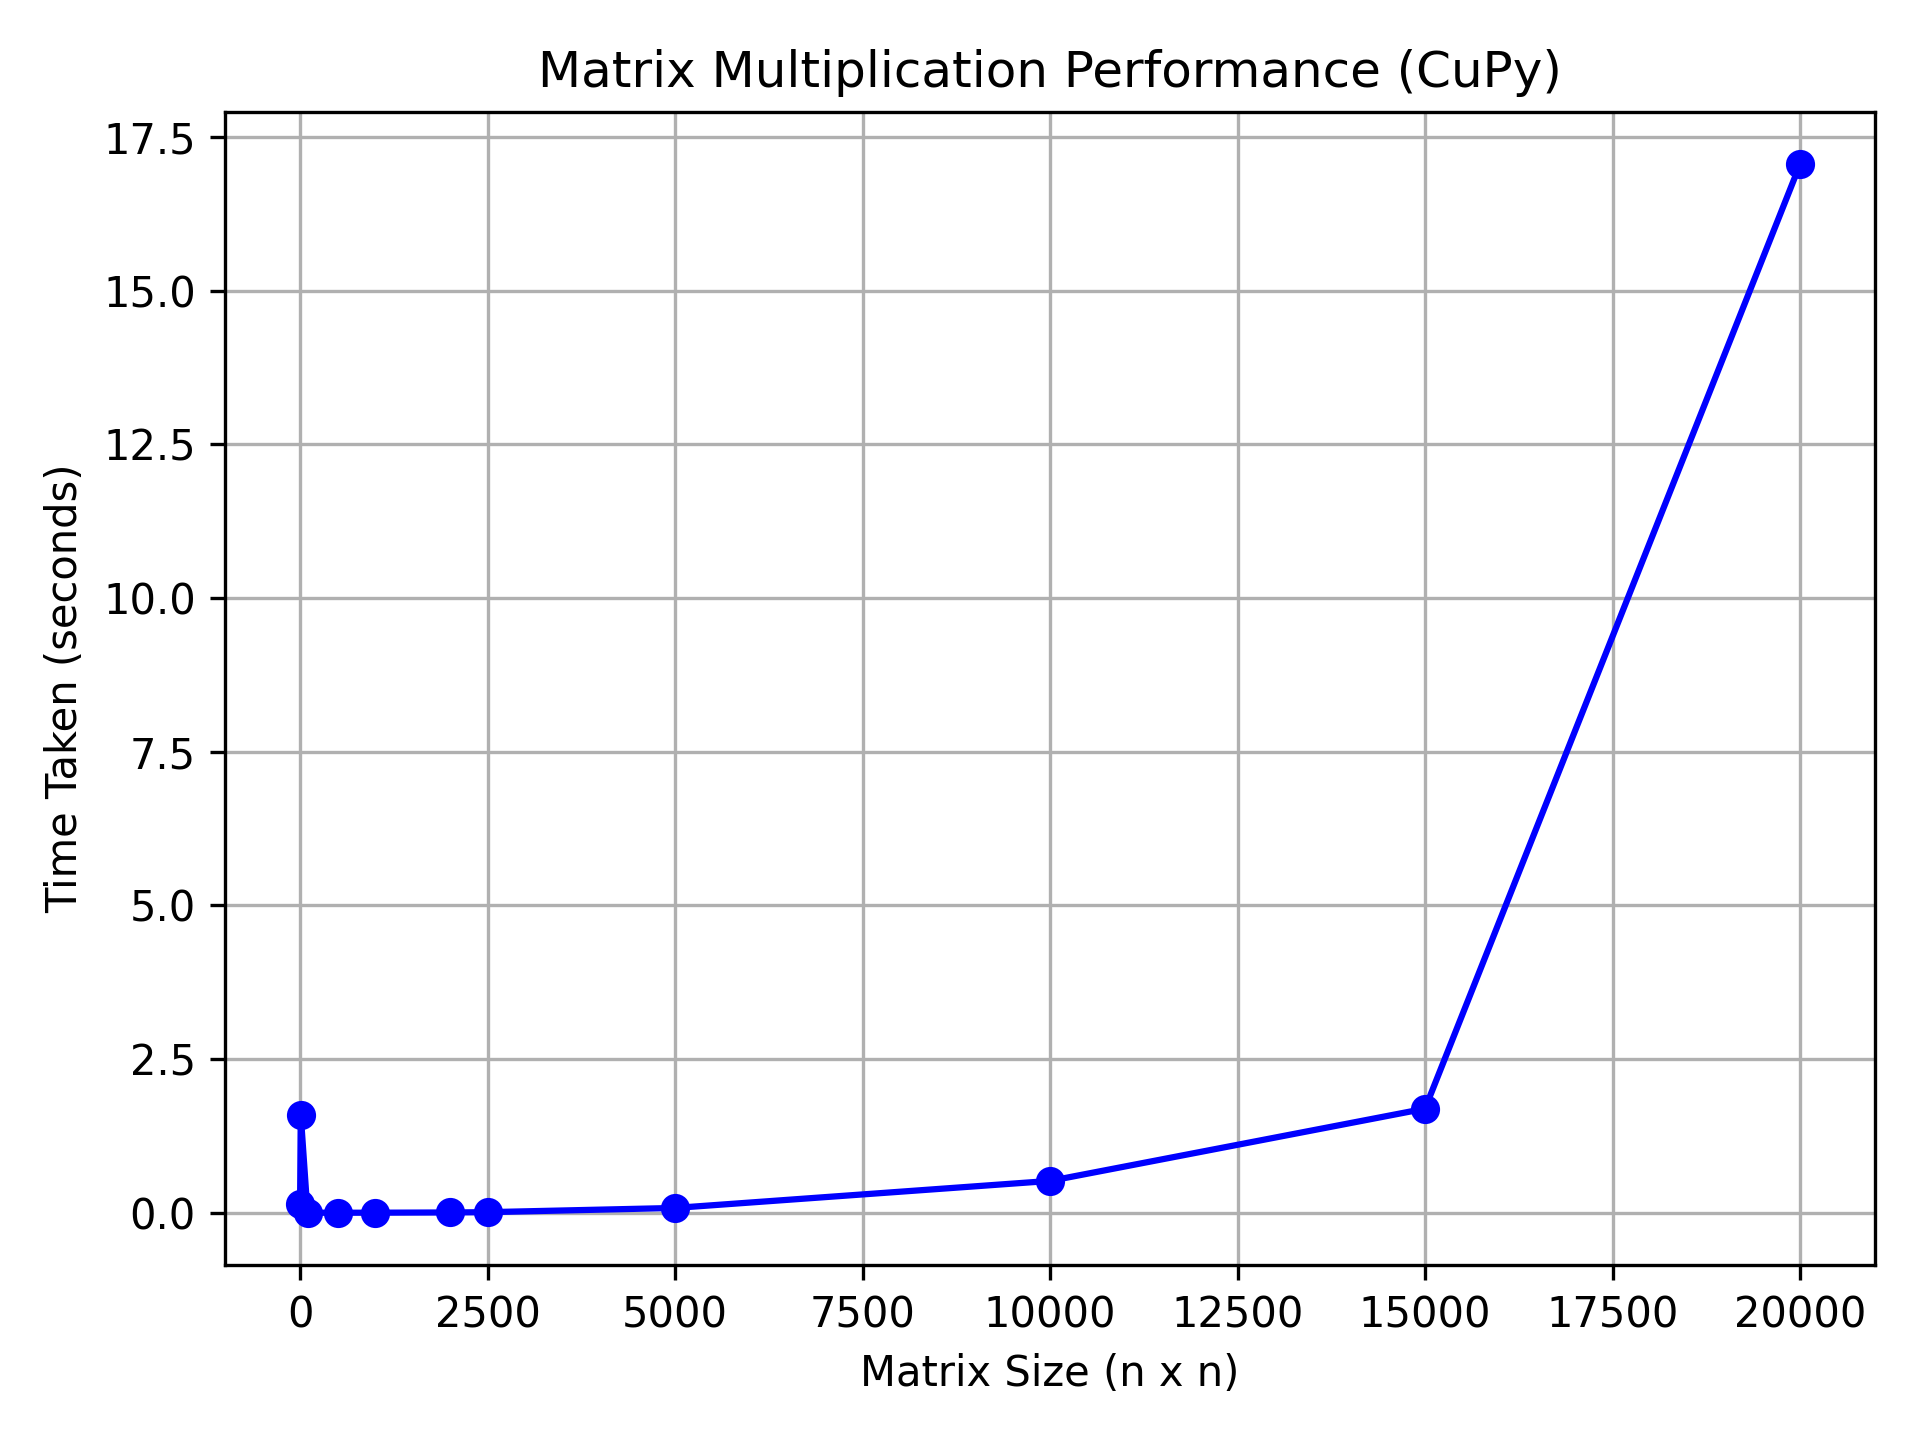 Matrix Multiplication Performance (CuPy)
17.5
15.0
12.5
10.0
7.5
5.0
2.5
0.0
Time Taken (seconds)
0 2500 5000 7500 10000 12500 15000 17500 20000
Matrix Size (n x n)